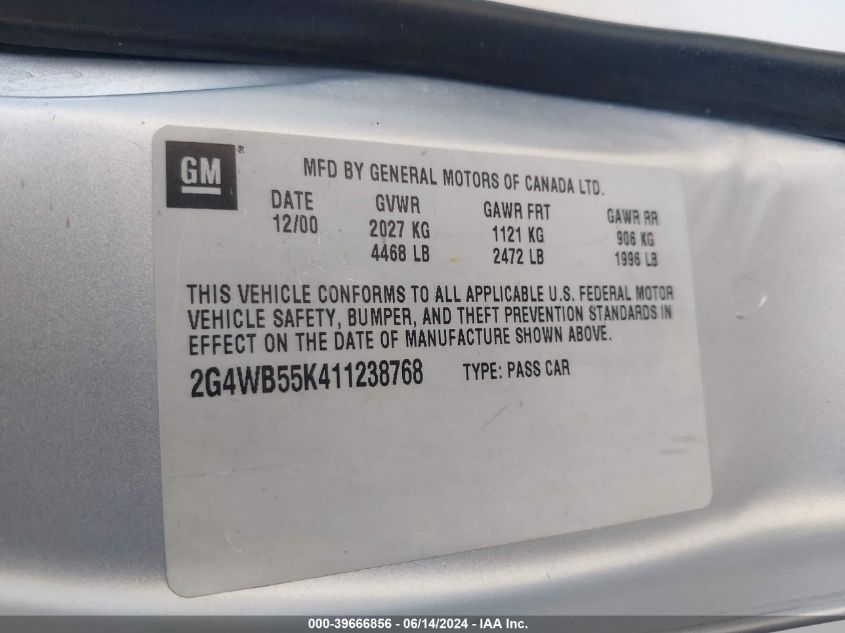 GM®
MFD BY GENERAL MOTORS OF CANADA LTD.
DATE GVWR GAWR FRT GAWR RR
12/00 2027 KG 1121 KG 906 KG
4468 LB 2472 LB 1996 LB
THIS VEHICLE CONFORMS TO ALL APPLICABLE U.S. FEDERAL MOTOR
VEHICLE SAFETY, BUMPER, AND THEFT PREVENTION STANDARDS IN
EFFECT ON THE DATE OF MANUFACTURE SHOWN ABOVE.
2G4WB55K411238768 TYPE: PASS CAR
000-39666856 - 06/14/2024 - IAA Inc.